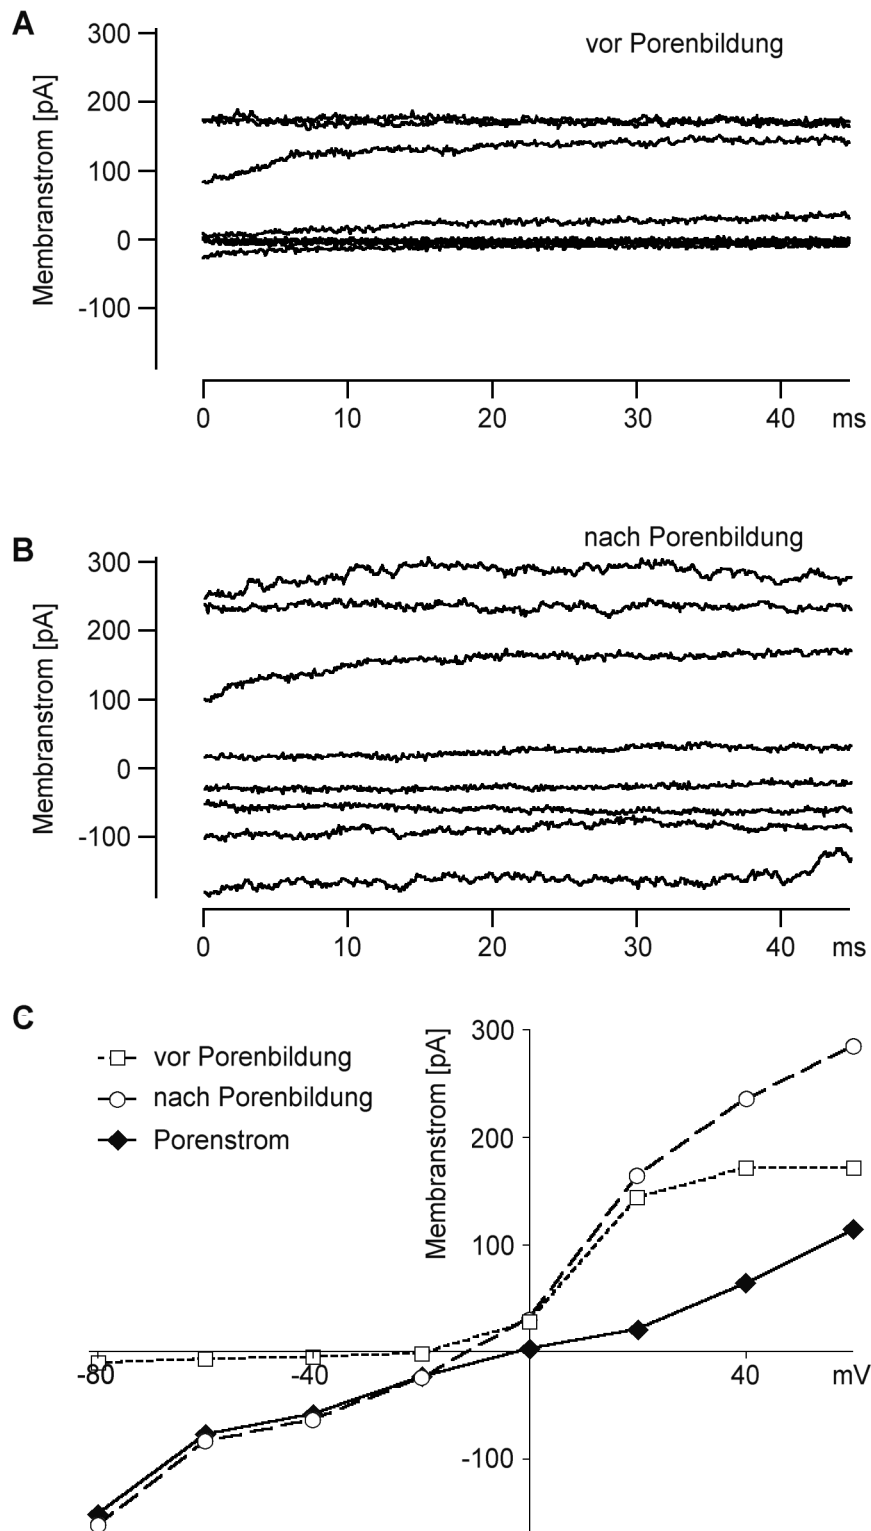 A
vor Porenbildung
Membranstrom [pA]
300
200
100
0
-100
0 10 20 30 40 ms
B
nach Porenbildung
Membranstrom [pA]
300
200
100
0
-100
0 10 20 30 40 ms
C
vor Porenbildung
nach Porenbildung
Porenstrom
Membranstrom [pA]
300
200
100
-80 -40 40 mV
-100